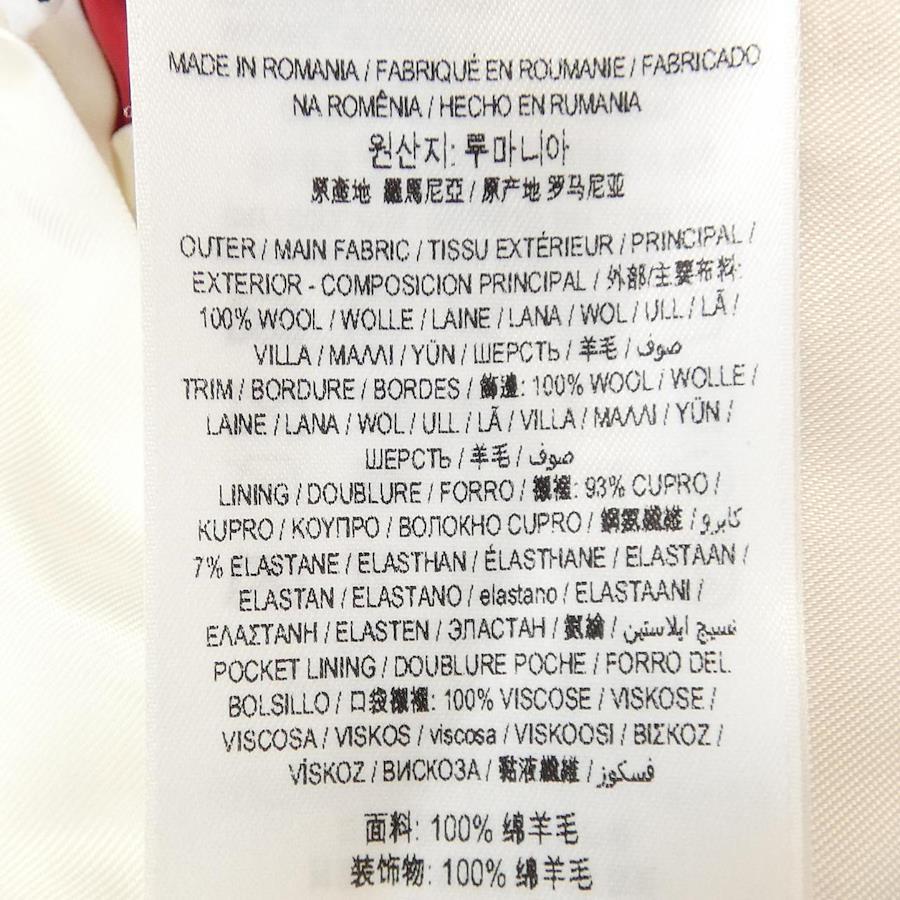 MADE IN ROMANIA / FABRIQUÉ EN ROUMANIE / FABRICADO
NA ROMÊNIA / HECHO EN RUMANIA
원산지: 루마니아
原產地 羅馬尼亞 / 原产地 罗马尼亚
OUTER / MAIN FABRIC / TISSU EXTÉRIEUR / PRINCIPAL /
EXTERIOR - COMPOSICION PRINCIPAL / 外部/主要布料:
100% WOOL / WOLLE / LAINE / LANA / WOL / ULL / LÃ /
VILLA / ΜΑΛΛΙ / YÜN / ШЕРСТЬ / 羊毛 / صوف
TRIM / BORDURE / BORDES / 飾邊: 100% WOOL / WOLLE /
LAINE / LANA / WOL / ULL / LÃ / VILLA / ΜΑΛΛΙ / YÜN /
ШЕРСТЬ / 羊毛 / صوف
LINING / DOUBLURE / FORRO / 襯裡: 93% CUPRO /
KUPRO / ΚΟΥΠΡΟ / ВОЛОКНО CUPRO / 銅氨纖維 / كابرو
7% ELASTANE / ELASTHAN / ÉLASTHANE / ELASTAAN /
ELASTAN / ELASTANO / elastano / ELASTAANI /
ΕΛΑΣΤΑΝΗ / ELASTEN / ЭЛАСТАН / 氨綸 / نسيج ايلاستين
POCKET LINING / DOUBLURE POCHE / FORRO DEL
BOLSILLO / 口袋襯裡: 100% VISCOSE / VISKOSE /
VISCOSA / VISKOS / viscosa / VISKOOSI / ΒΙΣΚΟΖ /
VİSKOZ / ВИСКОЗА / 黏液纖維 / فسكوز
面料: 100% 绵羊毛
装饰物: 100% 绵羊毛